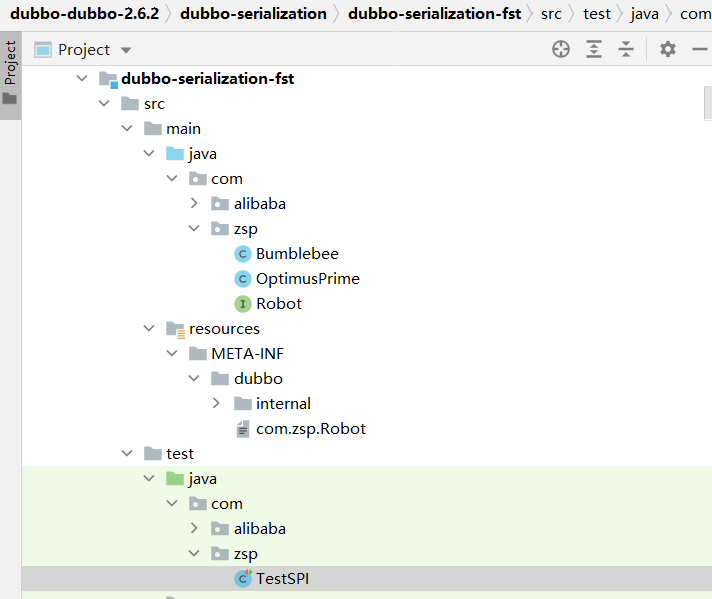 dubbo-dubbo-2.6.2 dubbo-serialization dubbo-serialization-fst src test java com
Project
Project
dubbo-serialization-fst
src
main
java
com
alibaba
zsp
C Bumblebee
C OptimusPrime
I Robot
resources
META-INF
dubbo
internal
com.zsp.Robot
test
java
com
alibaba
zsp
C TestSPI